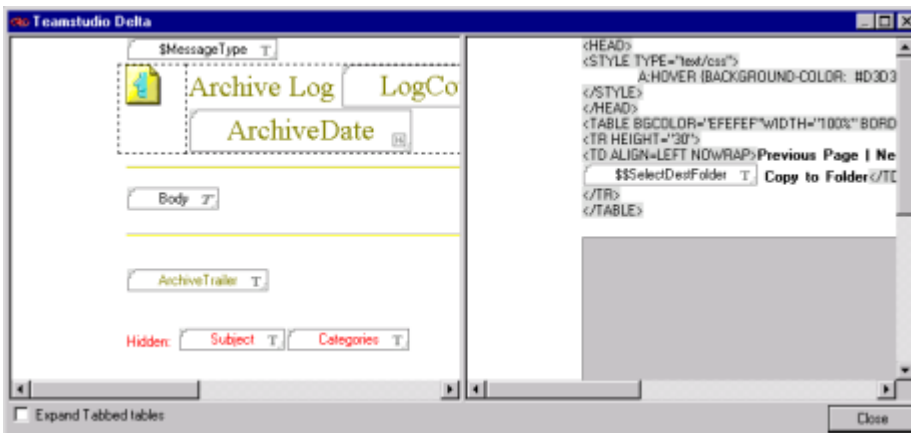 Teamstudio Delta
$MessageType T
Archive Log LogCo
ArchiveDate H
Body T
ArchiveTrailer T
Hidden: Subject T Categories T
<HEAD>
<STYLE TYPE="text/css">
A:HOVER {BACKGROUND-COLOR: #D3D3
</STYLE>
</HEAD>
<TABLE BGCOLOR="EFEFEF"WIDTH="100%" BORD
<TR HEIGHT="30">
<TD ALIGN=LEFT NOWRAP>Previous Page | Ne
$$SelectDestFolder T Copy to Folder</TD
</TR>
</TABLE>
Expand Tabbed tables
Close